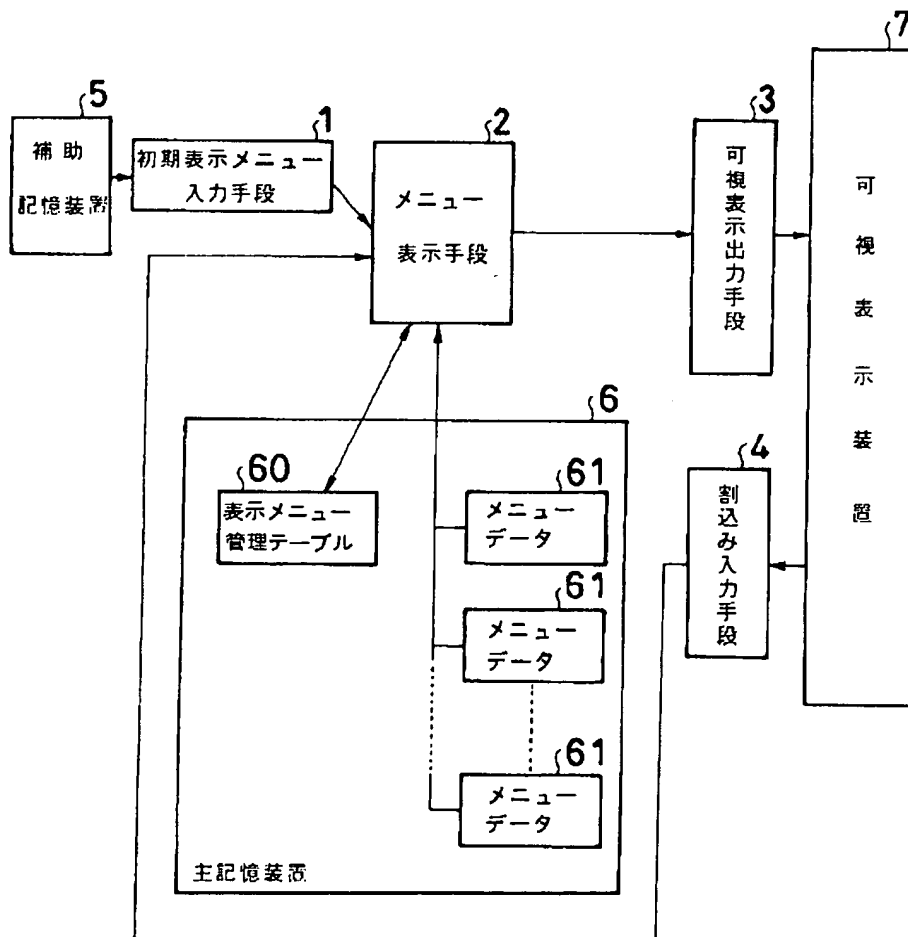 5
補助
記憶装置
1
初期表示メニュー
入力手段
2
メニュー
表示手段
3
可視表示出力手段
7
可視表示装置
4
割込み入力手段
6
60
表示メニュー
管理テーブル
61
メニュー
データ
61
メニュー
データ
61
メニュー
データ
主記憶装置